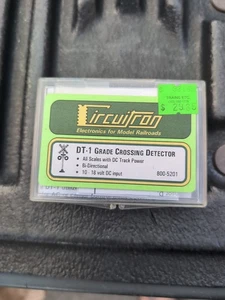 Circuitron
Electronics for Model Railroads
DT-1 GRADE CROSSING DETECTOR
• All Scales with DC Track Power
• Bi-Directional
• 10 - 18 volt DC input
800-5201